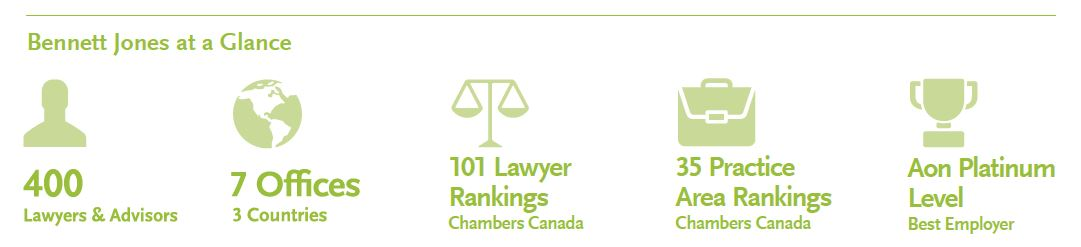 Bennett Jones at a Glance
400
Lawyers & Advisors
7 Offices
3 Countries
101 Lawyer
Rankings
Chambers Canada
35 Practice
Area Rankings
Chambers Canada
Aon Platinum
Level
Best Employer